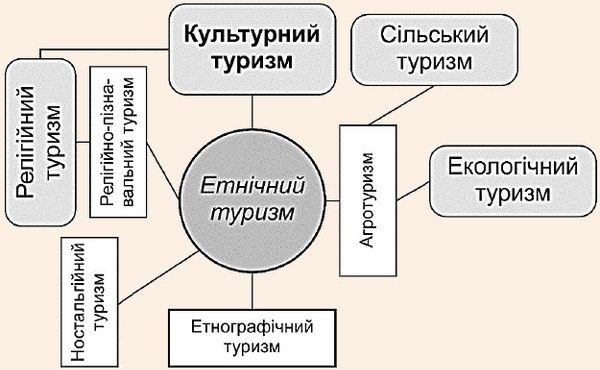 Культурний
туризм
Сільський
туризм
Релігійний
туризм
Релігійно-пізна-
вальний туризм
Етнічний
туризм
Агротуризм
Екологічний
туризм
Ностальгійний
туризм
Етнографічний
туризм